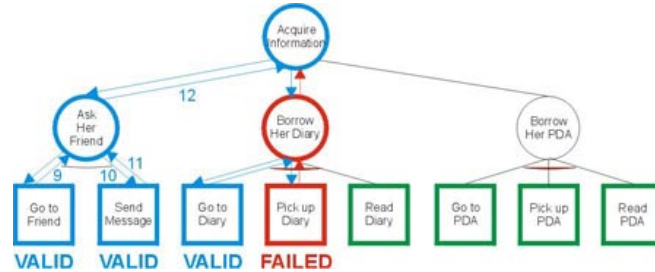 Acquire
Information
12
Ask
Her
Friend
Borrow
Her Diary
Borrow
Her PDA
9
10
11
Go to
Friend
Send
Message
Go to
Diary
Pick up
Diary
Read
Diary
Go to
PDA
Pick up
PDA
Read
PDA
VALID
VALID
VALID
FAILED